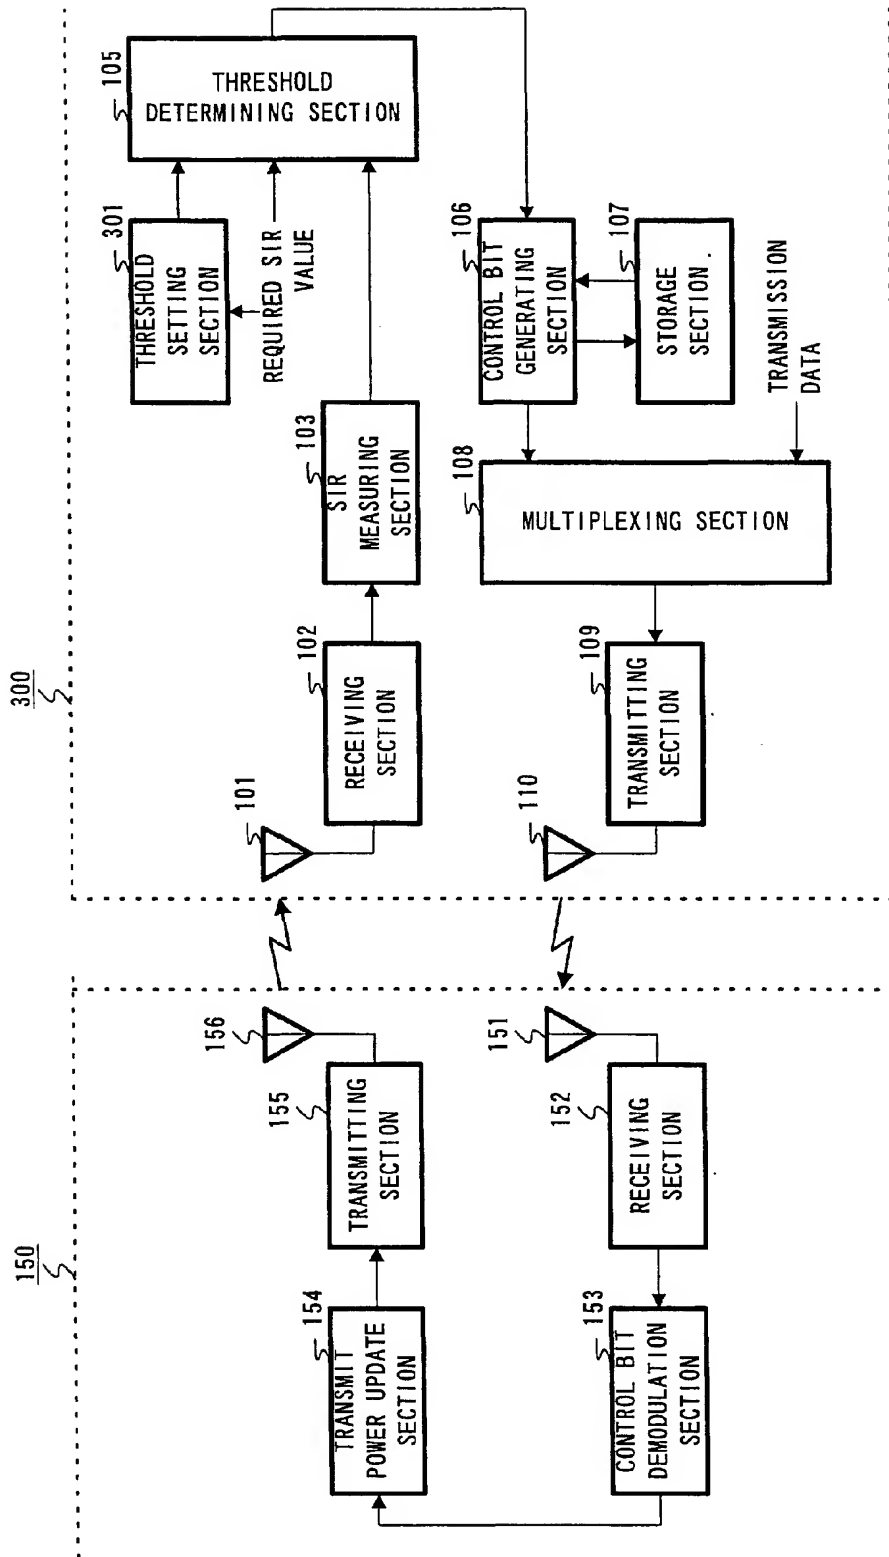 300
101
RECEIVING
SECTION
102
SIR
MEASURING
SECTION
103
THRESHOLD
SETTING
SECTION
301
REQUIRED SIR
VALUE
THRESHOLD
DETERMINING SECTION
105
CONTROL BIT
GENERATING
SECTION
106
STORAGE
SECTION
107
TRANSMISSION
DATA
MULTIPLEXING SECTION
108
TRANSMITTING
SECTION
109
110
150
TRANSMIT
POWER UPDATE
SECTION
154
TRANSMITTING
SECTION
155
156
151
RECEIVING
SECTION
152
CONTROL BIT
DEMODULATION
SECTION
153